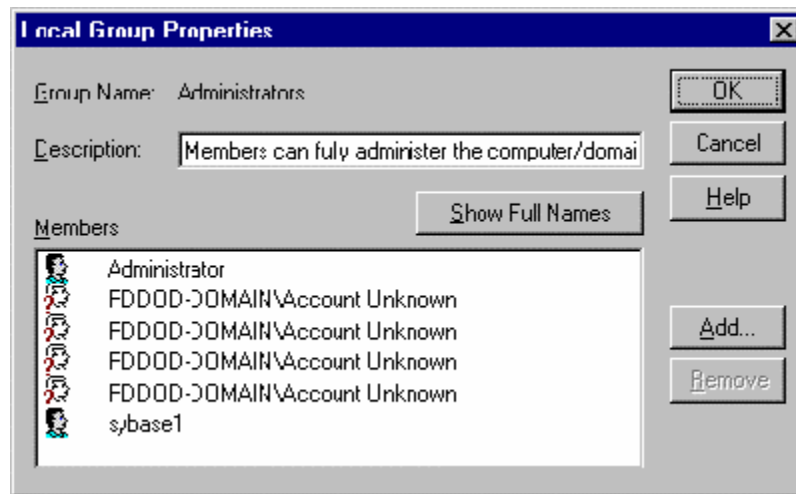 Local Group Properties
Group Name: Administrators
OK
Description: Members can fully administer the computer/domai
Cancel
Show Full Names
Help
Members
Administrator
FDDOD-DOMAIN\Account Unknown
FDDOD-DOMAIN\Account Unknown
FDDOD-DOMAIN\Account Unknown
FDDOD-DOMAIN\Account Unknown
sybase1
Add...
Remove